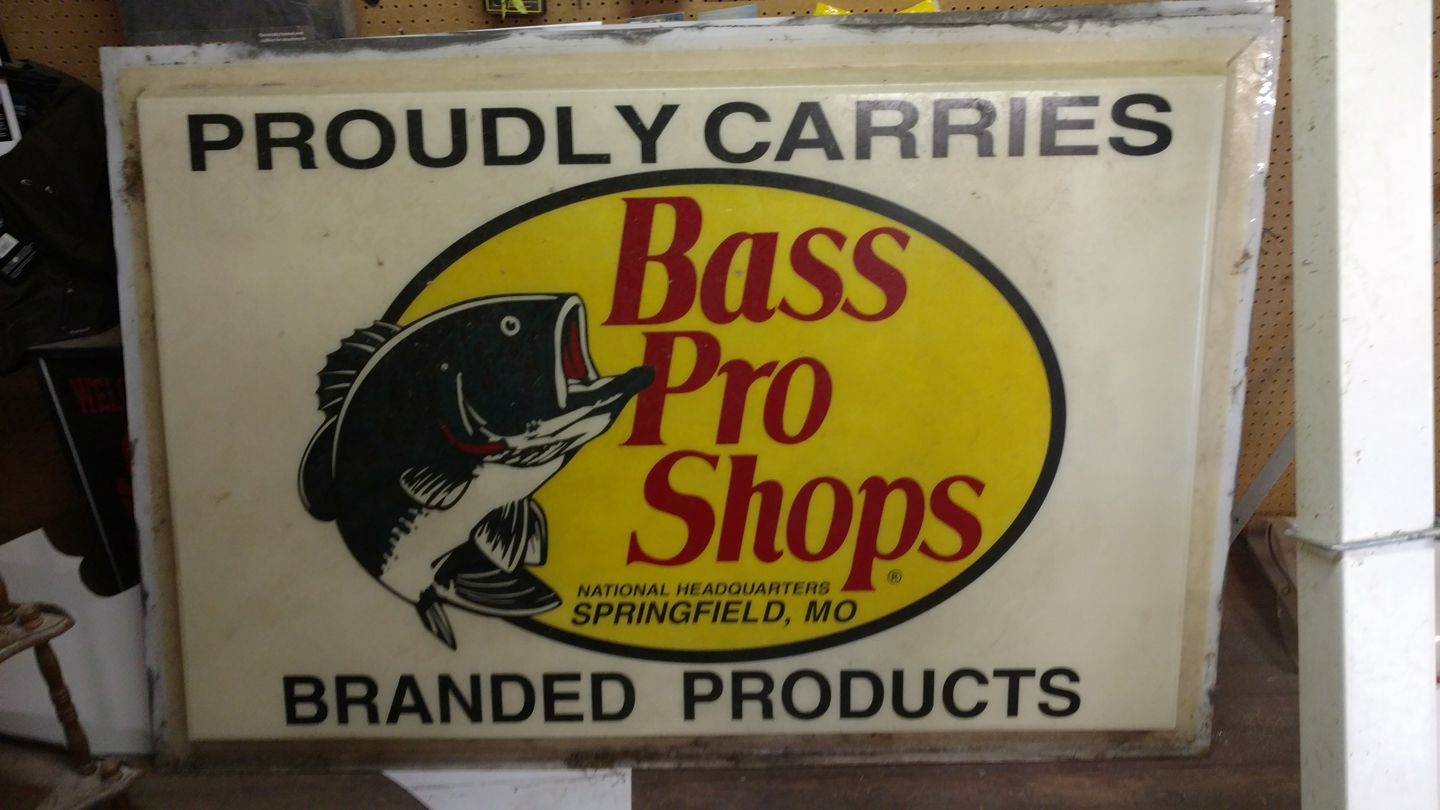 PROUDLY CARRIES
Bass
Pro
Shops®
NATIONAL HEADQUARTERS
SPRINGFIELD, MO
BRANDED PRODUCTS